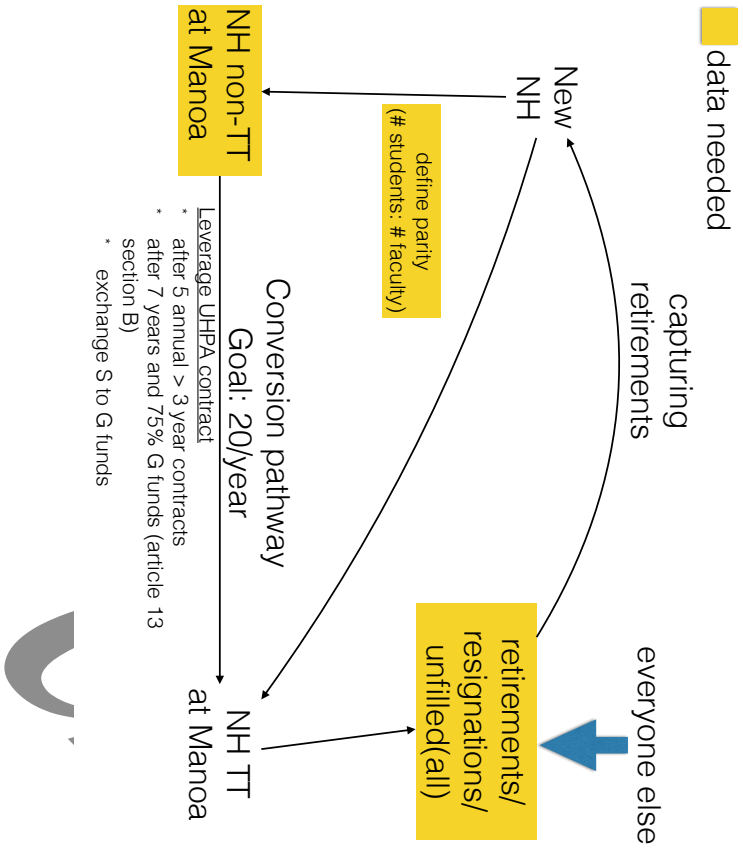 data needed
New
NH
capturing
retirements
everyone else
define parity
(# students: # faculty)
retirements/
resignations/
unfilled(all)
NH non-TT
at Manoa
Conversion pathway
Goal: 20/year
NH TT
at Manoa
Leverage UHPA contract
* after 5 annual > 3 year contracts
* after 7 years and 75% G funds (article 13
section B)
* exchange S to G funds